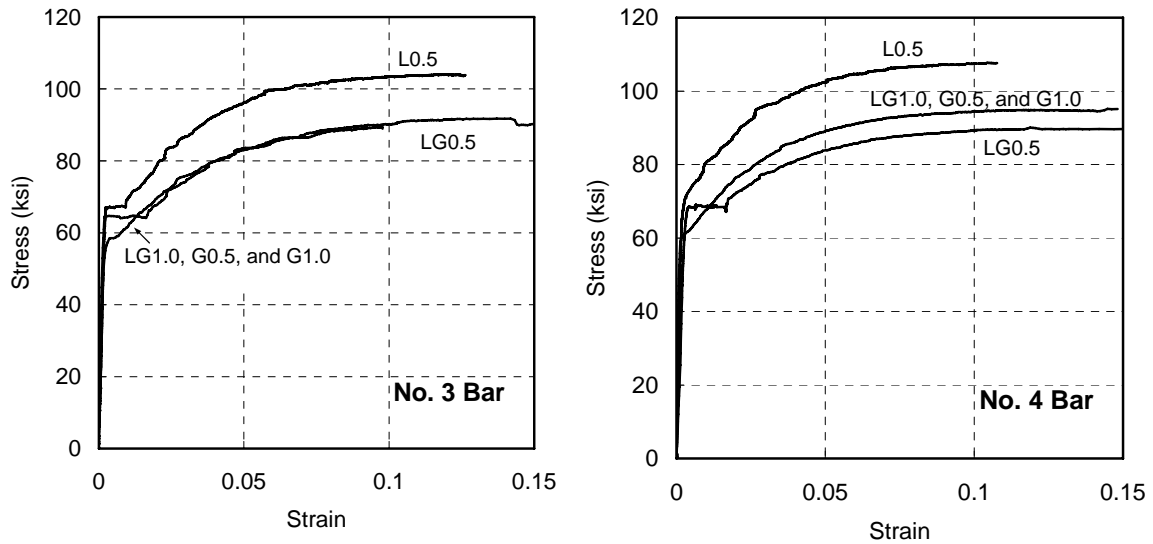 120
100
80
60
40
20
0
Stress (ksi)
L0.5
LG0.5
LG1.0, G0.5, and G1.0
No. 3 Bar
0 0.05 0.1 0.15
Strain
120
100
80
60
40
20
0
Stress (ksi)
L0.5
LG1.0, G0.5, and G1.0
LG0.5
No. 4 Bar
0 0.05 0.1 0.15
Strain